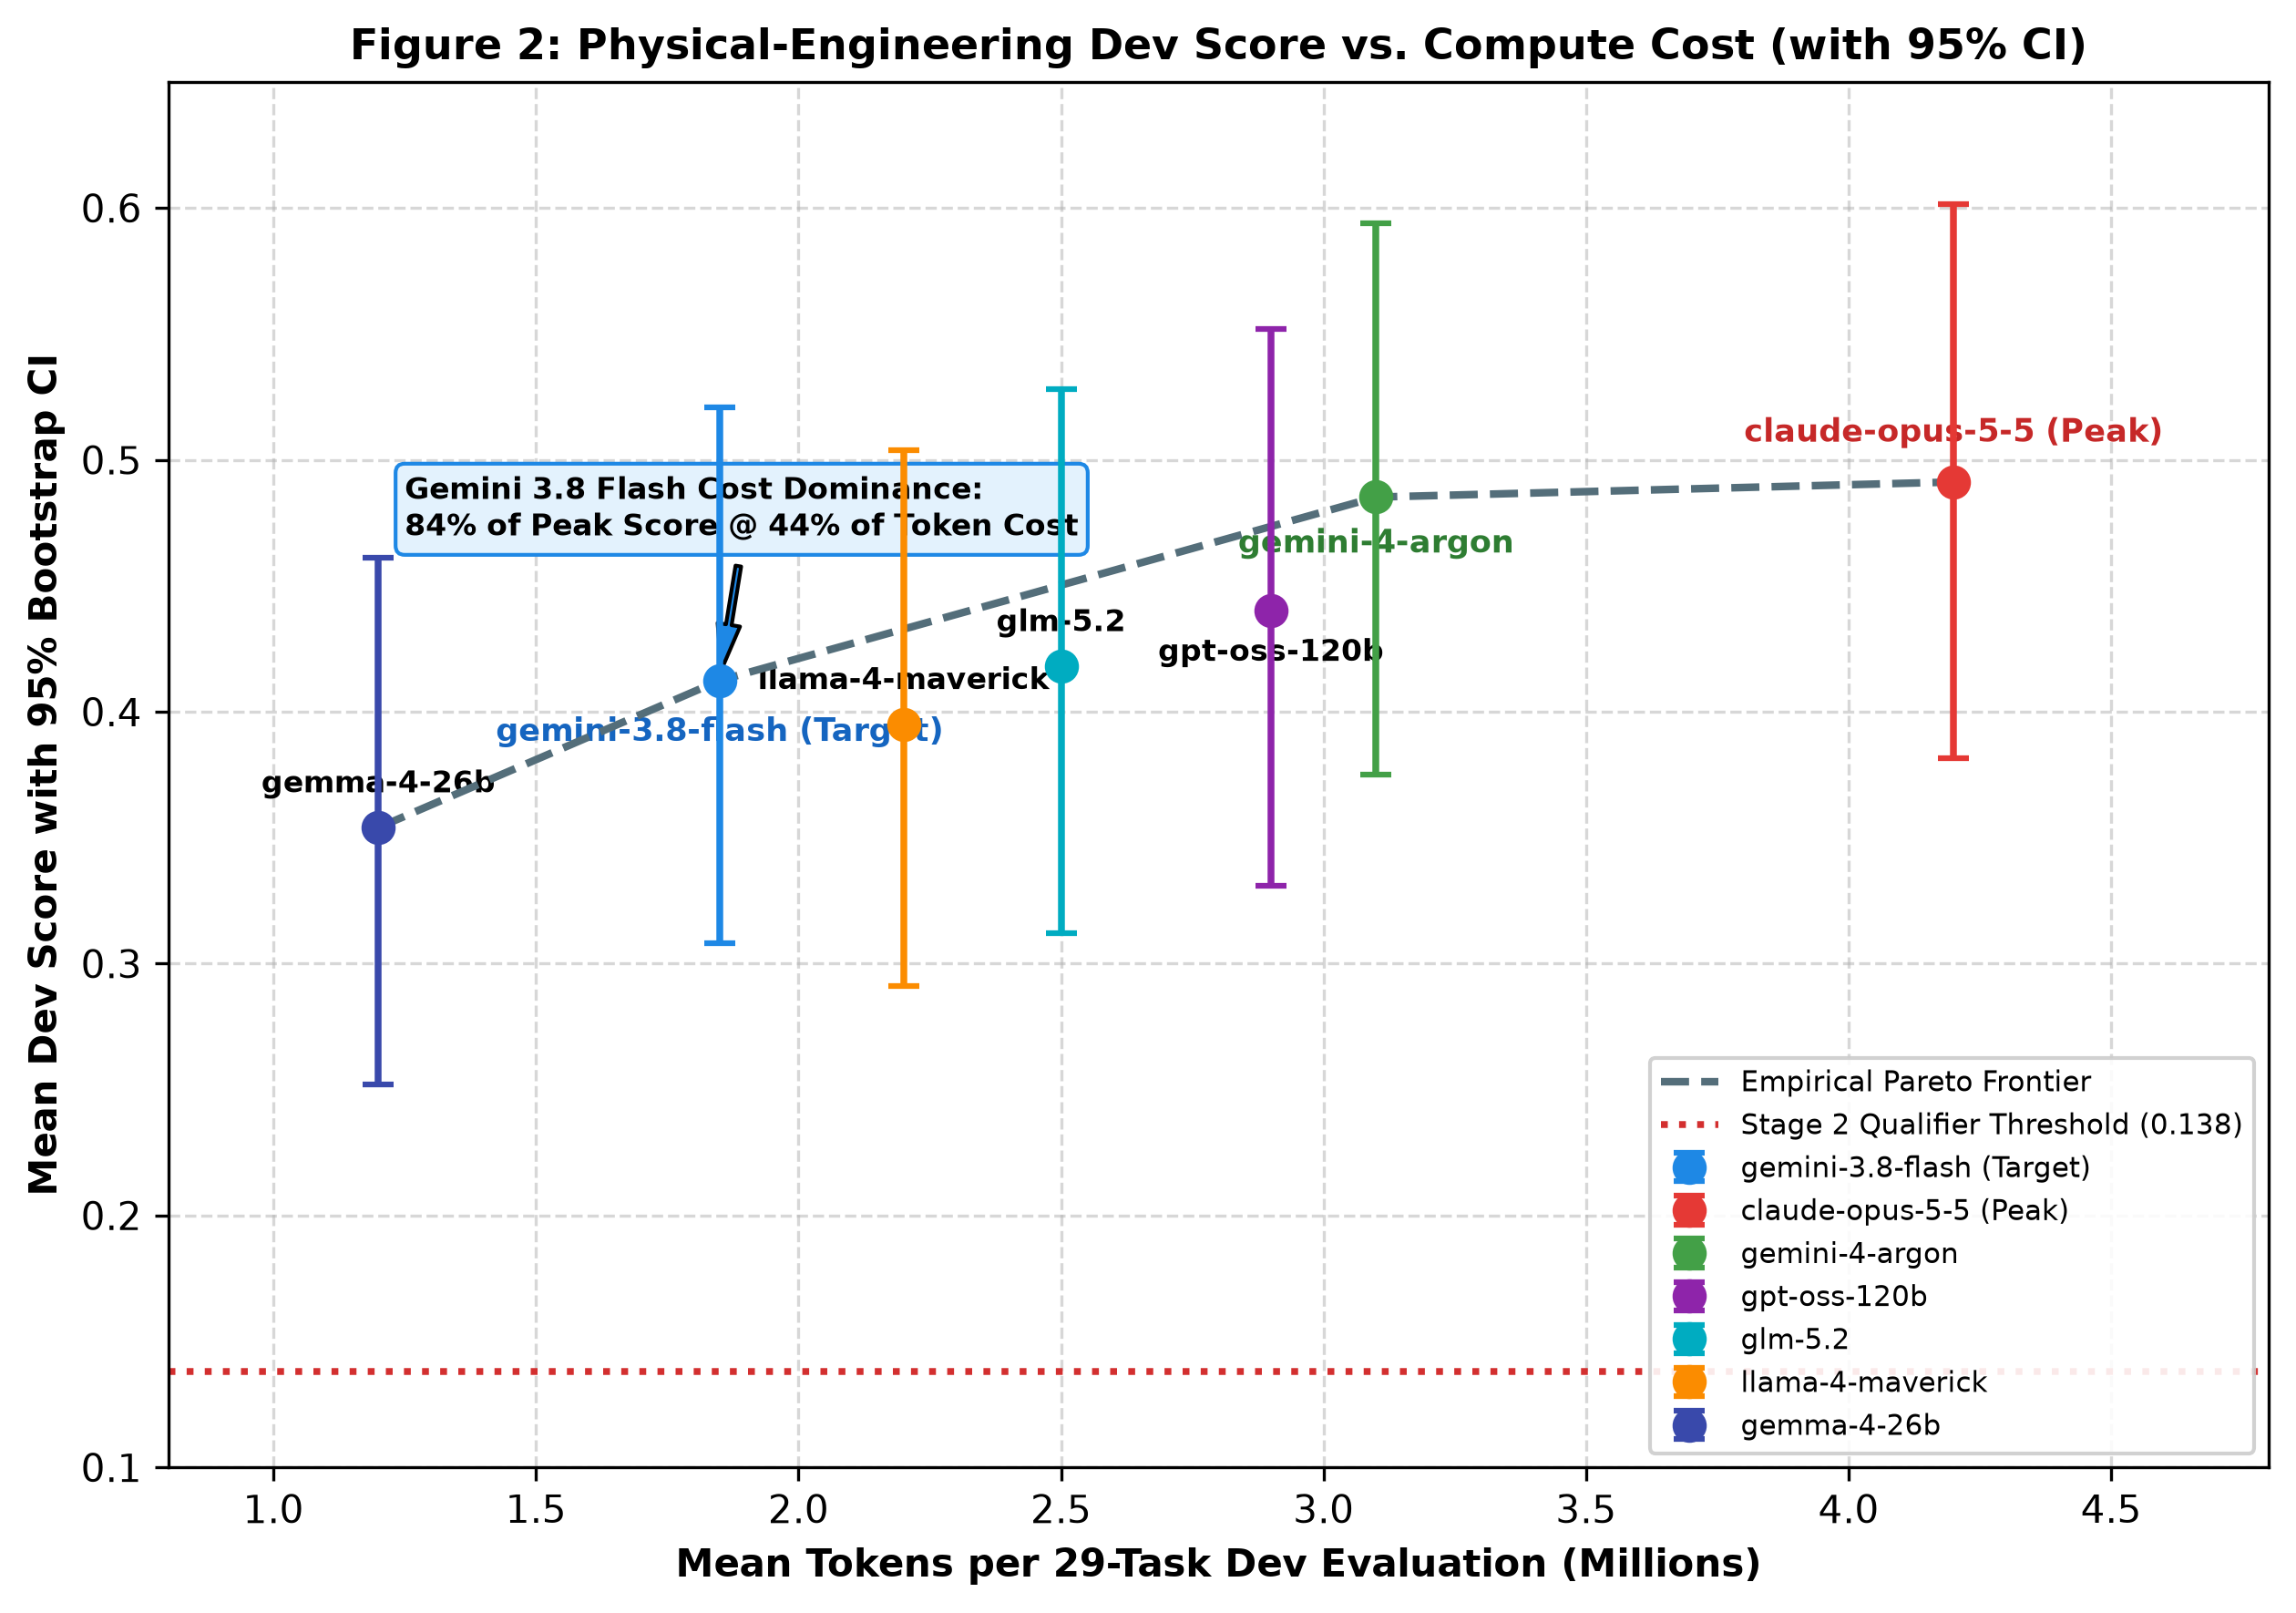 Figure 2: Physical-Engineering Dev Score vs. Compute Cost (with 95% CI)
Mean Dev Score with 95% Bootstrap CI
0.6
0.5
0.4
0.3
0.2
0.1
claude-opus-5-5 (Peak)
Gemini 3.8 Flash Cost Dominance:
84% of Peak Score @ 44% of Token Cost
gemini-4-argon
glm-5.2
gpt-oss-120b
llama-4-maverick
gemini-3.8-flash (Target)
gemma-4-26b
Empirical Pareto Frontier
Stage 2 Qualifier Threshold (0.138)
gemini-3.8-flash (Target)
claude-opus-5-5 (Peak)
gemini-4-argon
gpt-oss-120b
glm-5.2
llama-4-maverick
gemma-4-26b
1.0 1.5 2.0 2.5 3.0 3.5 4.0 4.5
Mean Tokens per 29-Task Dev Evaluation (Millions)